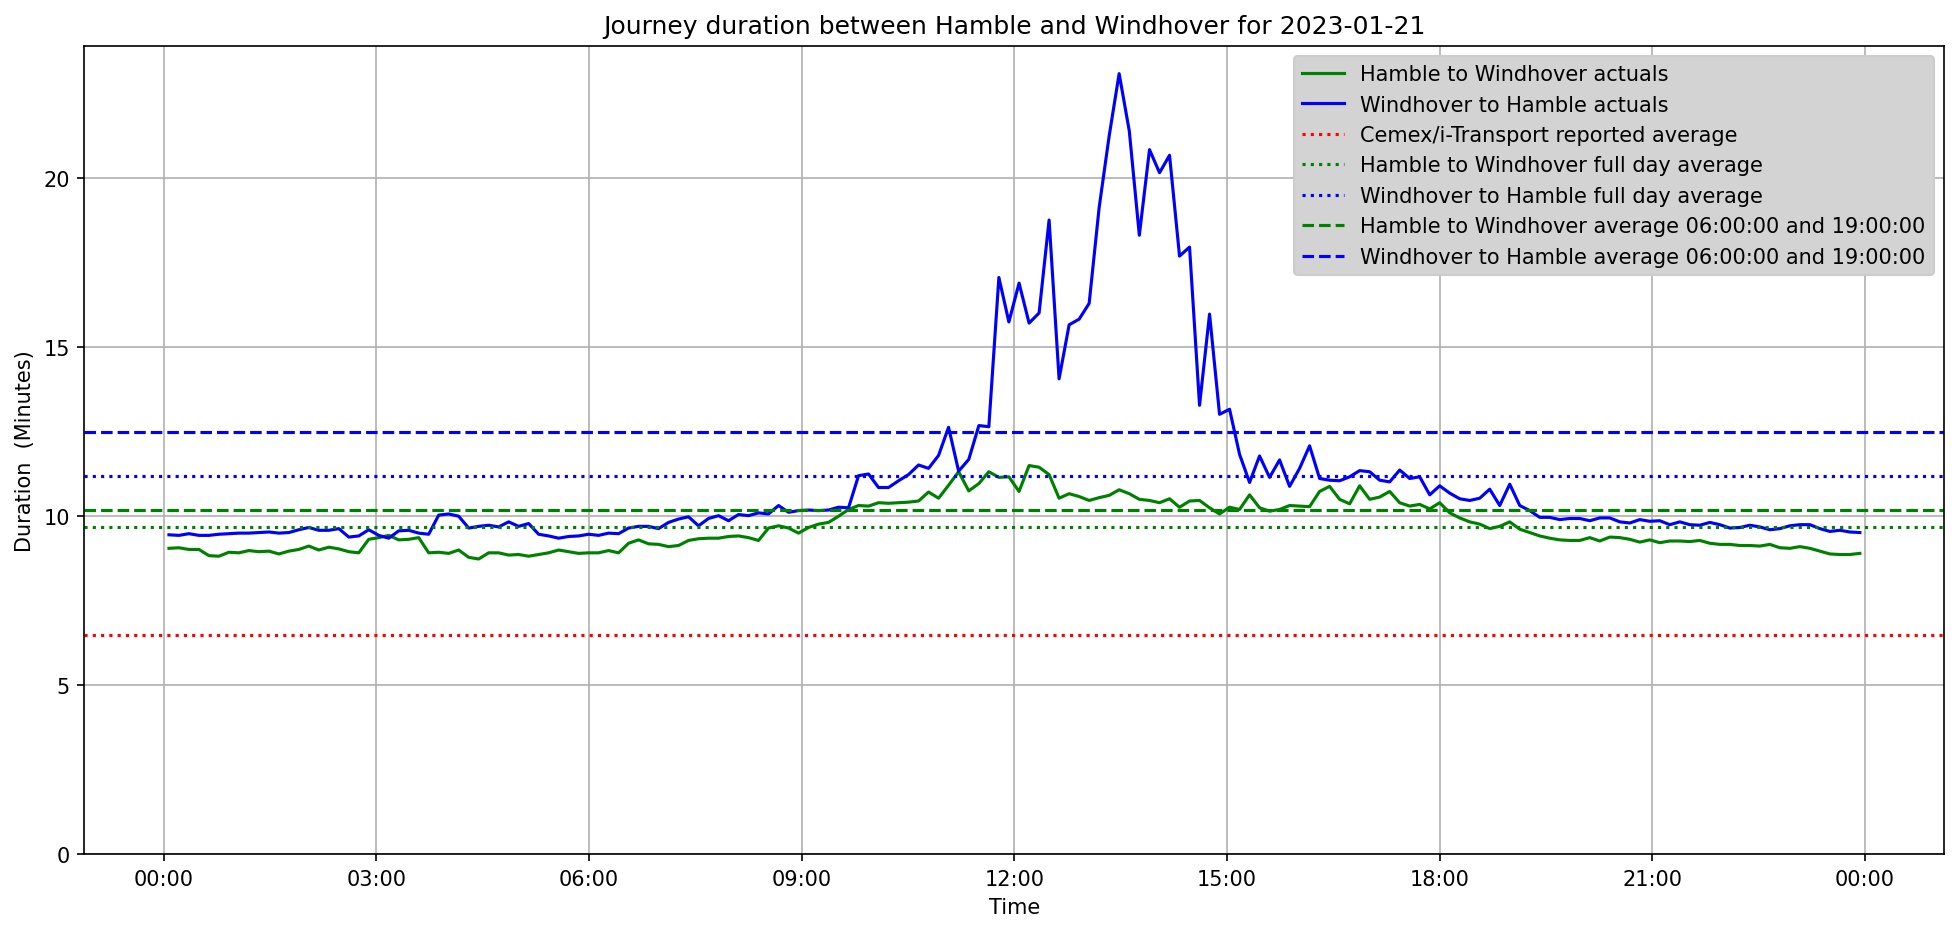 Journey duration between Hamble and Windhover for 2023-01-21
Hamble to Windhover actuals
Windhover to Hamble actuals
Cemex/i-Transport reported average
Hamble to Windhover full day average
Windhover to Hamble full day average
Hamble to Windhover average 06:00:00 and 19:00:00
Windhover to Hamble average 06:00:00 and 19:00:00
Duration  (Minutes)
20
15
10
5
0
00:00 03:00 06:00 09:00 12:00 15:00 18:00 21:00 00:00
Time